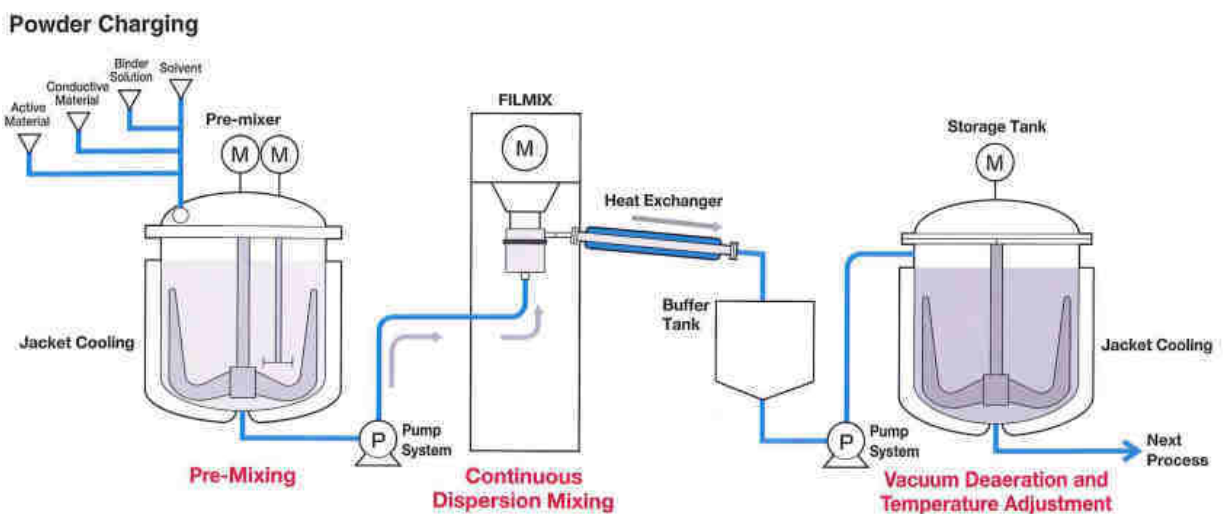 Powder Charging
Active
Material
Conductive
Material
Binder
Solution
Solvent
Pre-mixer
M
M
Jacket Cooling
P
Pump
System
Pre-Mixing
FILMIX
M
Continuous
Dispersion Mixing
Heat Exchanger
Buffer
Tank
P
Pump
System
Storage Tank
M
Jacket Cooling
Vacuum Deaeration and
Temperature Adjustment
Next
Process